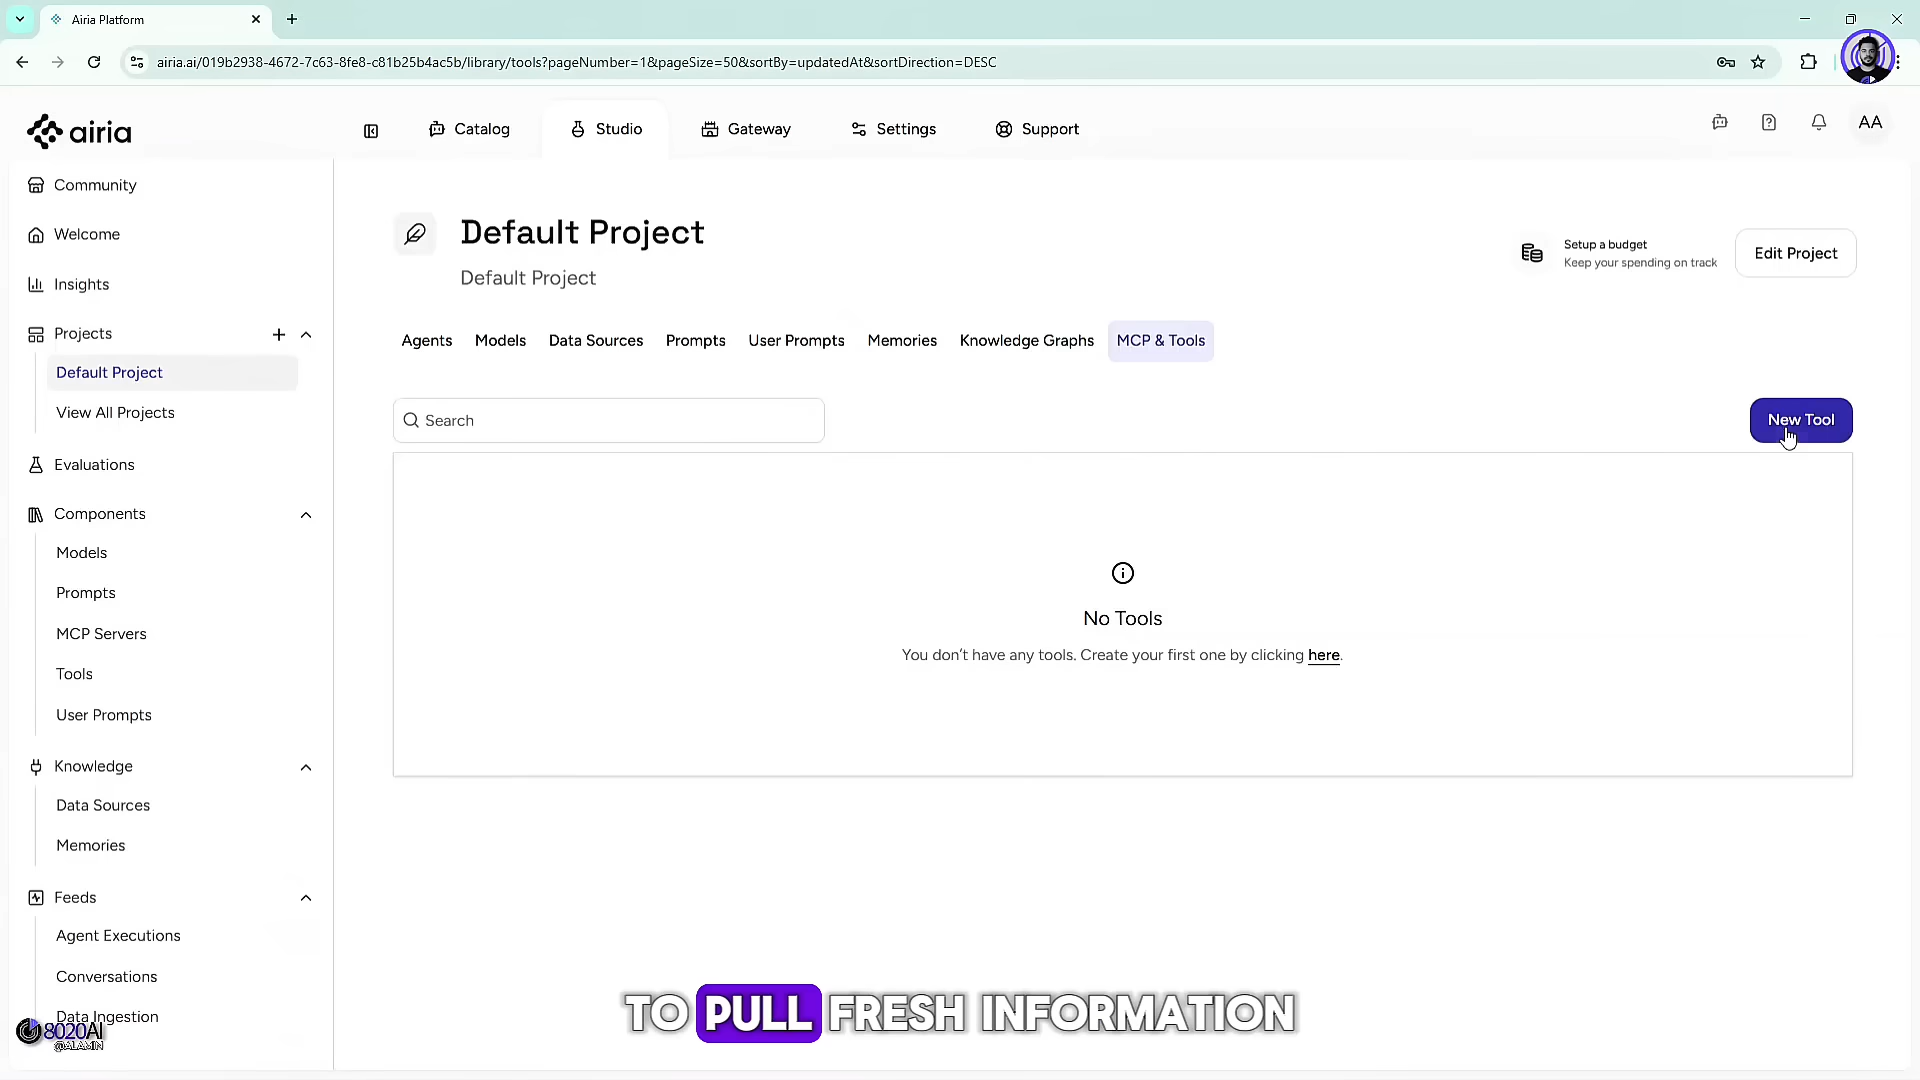 Airia Platform
airia.ai/019b2938-4672-7c63-8fe8-c81b25b4ac5b/library/tools?pageNumber=1&pageSize=50&sortBy=updatedAt&sortDirection=DESC
airia
Catalog
Studio
Gateway
Settings
Support
AA
Community
Welcome
Insights
Projects
Default Project
View All Projects
Evaluations
Components
Models
Prompts
MCP Servers
Tools
User Prompts
Knowledge
Data Sources
Memories
Feeds
Agent Executions
Conversations
Data Ingestion
Default Project
Default Project
Setup a budget
Keep your spending on track
Edit Project
Agents
Models
Data Sources
Prompts
User Prompts
Memories
Knowledge Graphs
MCP & Tools
Search
New Tool
No Tools
You don't have any tools. Create your first one by clicking here.
TO PULL FRESH INFORMATION
8020AI
@ALAMIN